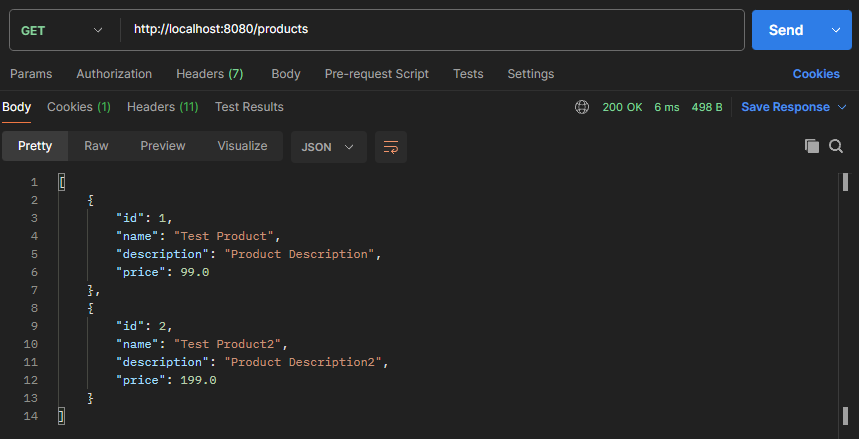 GET http://localhost:8080/products Send
Params Authorization Headers (7) Body Pre-request Script Tests Settings Cookies
Body Cookies (1) Headers (11) Test Results 200 OK 6 ms 498 B Save Response
Pretty Raw Preview Visualize JSON
1 [
2 {
3 "id": 1,
4 "name": "Test Product",
5 "description": "Product Description",
6 "price": 99.0
7 },
8 {
9 "id": 2,
10 "name": "Test Product2",
11 "description": "Product Description2",
12 "price": 199.0
13 }
14 ]